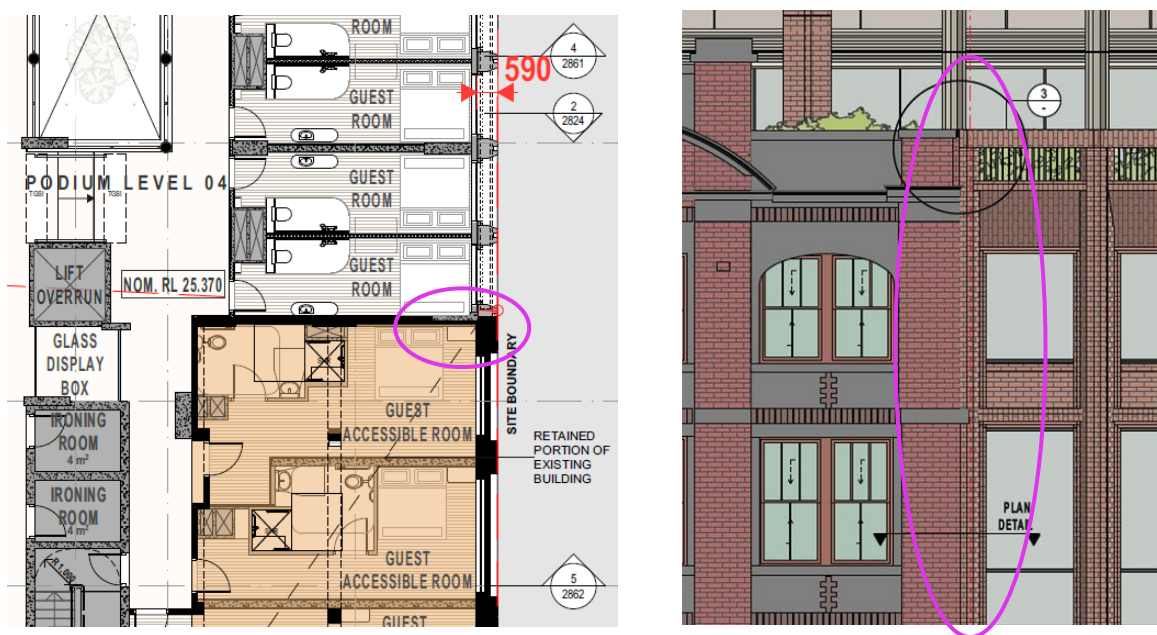 ROOM
4
2861
590
GUEST
ROOM
2
2824
GUEST
ROOM
PODIUM LEVEL 04
TGSI
TGSI
GUEST
ROOM
LIFT
OVERRUN
NOM. RL 25.370
GLASS
DISPLAY
BOX
SITE BOUNDARY
GUEST
ACCESSIBLE ROOM
RETAINED
PORTION OF
EXISTING
BUILDING
IRONING
ROOM
4 m²
IRONING
ROOM
4 m²
GUEST
ACCESSIBLE ROOM
5
2862
GUEST
3
-
PLAN
DETAIL